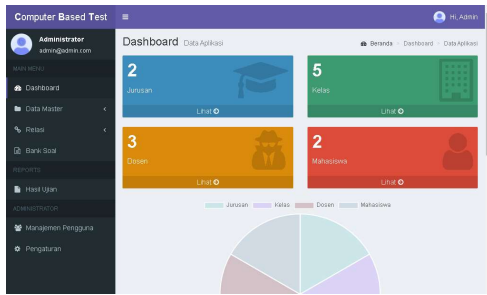 Computer Based Test
Hi, Admin
Administrator
admin@admin.com
MAIN MENU
Dashboard
Data Master
Relasi
Bank Soal
REPORTS
Hasil Ujian
ADMINISTRATOR
Manajemen Pengguna
Pengaturan
Dashboard Data Aplikasi
Beranda - Dashboard - Data Aplikasi
2
Jurusan
Lihat
5
Kelas
Lihat
3
Dosen
Lihat
2
Mahasiswa
Lihat
Jurusan Kelas Dosen Mahasiswa